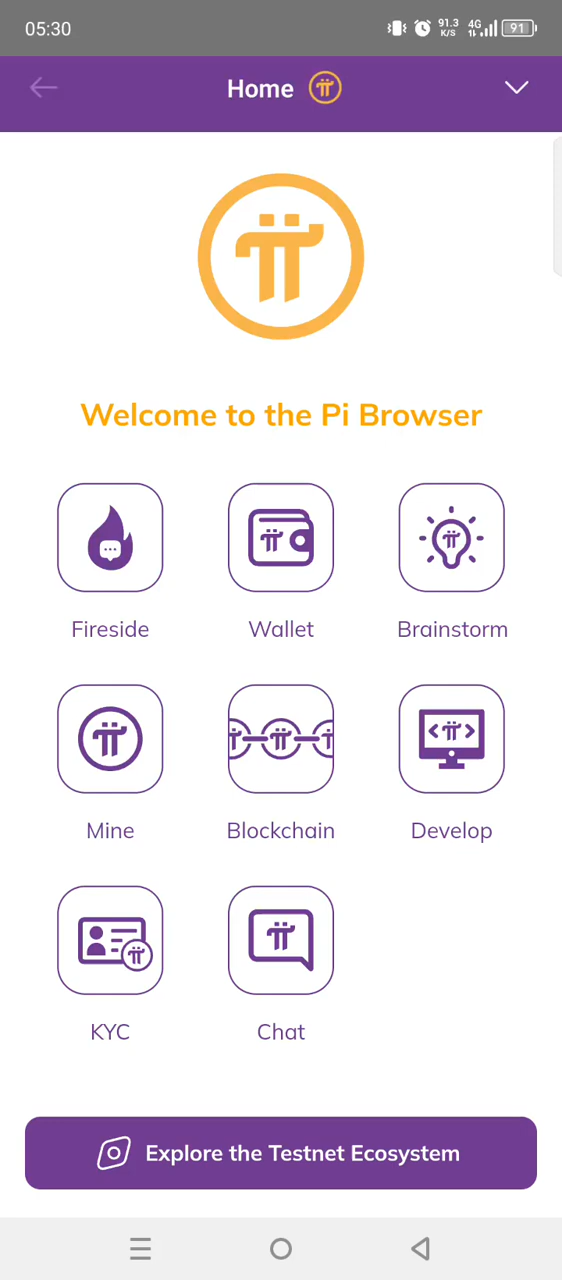 05:30
91.3
K/S
4G
91
Home
Welcome to the Pi Browser
Fireside
Wallet
Brainstorm
Mine
Blockchain
Develop
KYC
Chat
Explore the Testnet Ecosystem